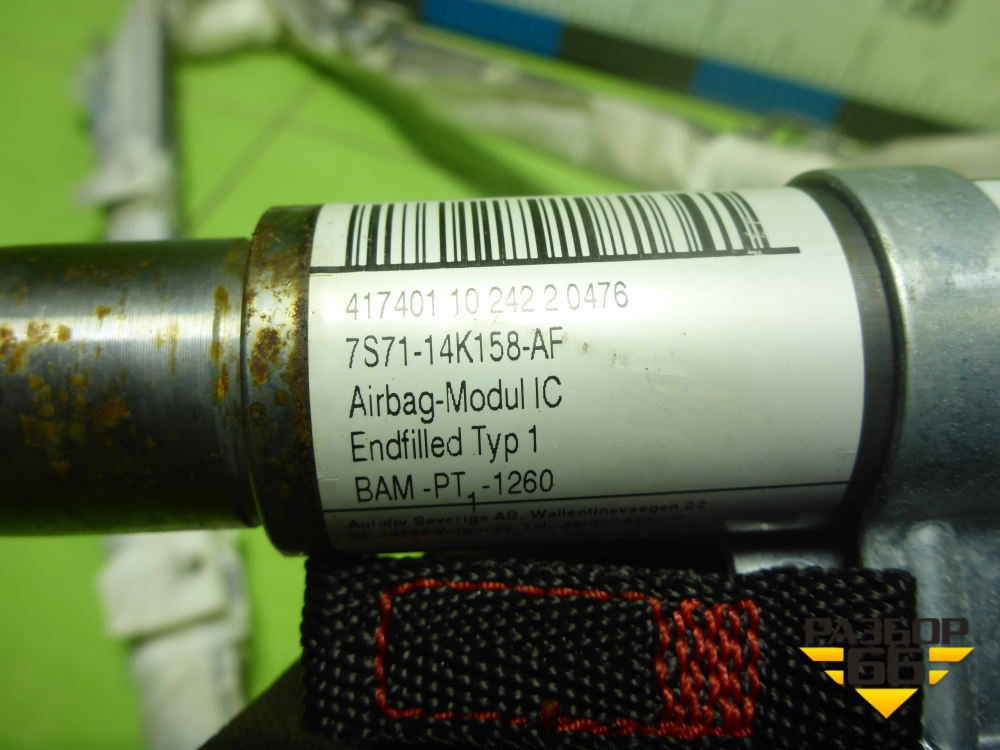 417401 10 242 2 0476
7S71-14K158-AF
Airbag-Modul IC
Endfilled Typ 1
BAM -PT1 -1260
Autoliv Sverige AB, Wallentinsvaegen 22
РАЗБОР
66